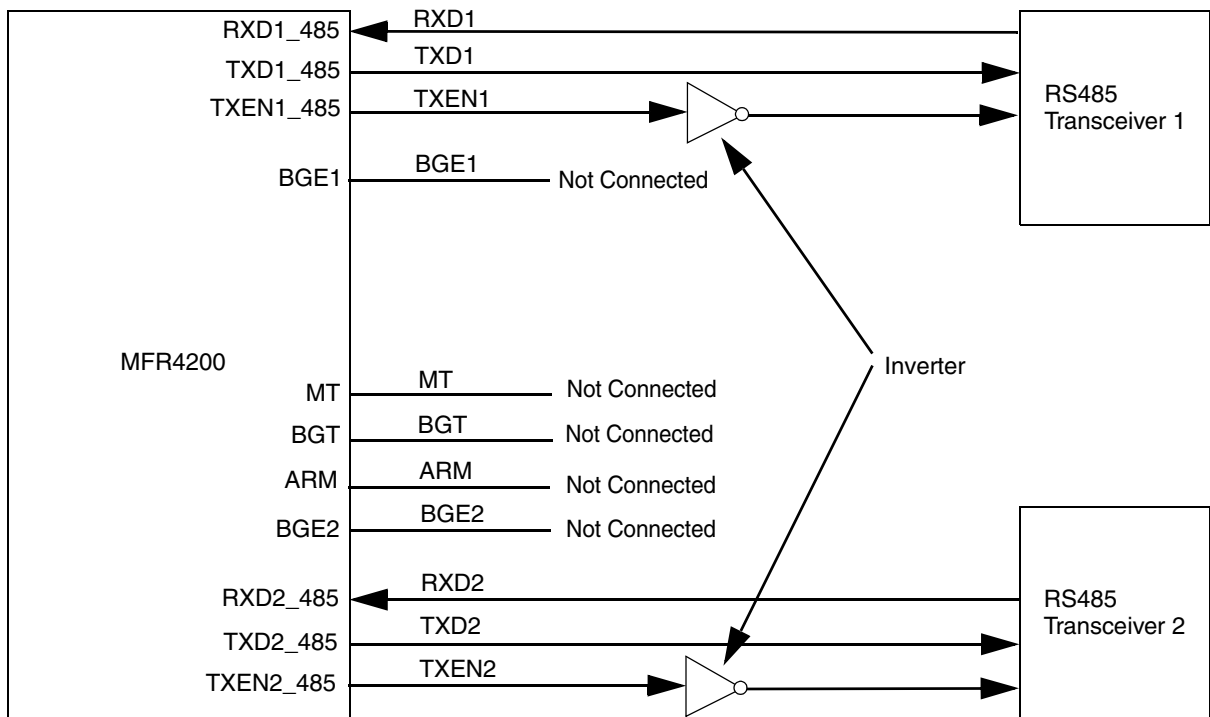 RXD1_485 RXD1
TXD1_485 TXD1
TXEN1_485 TXEN1
RS485
Transceiver 1
BGE1 BGE1 Not Connected
MFR4200
Inverter
MT MT Not Connected
BGT BGT Not Connected
ARM ARM Not Connected
BGE2 BGE2 Not Connected
RXD2_485 RXD2
TXD2_485 TXD2
TXEN2_485 TXEN2
RS485
Transceiver 2